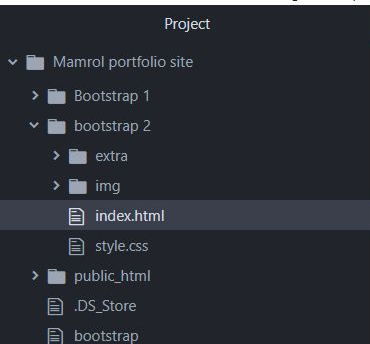 Project
Mamrol portfolio site
Bootstrap 1
bootstrap 2
extra
img
index.html
style.css
public_html
.DS_Store
bootstrap